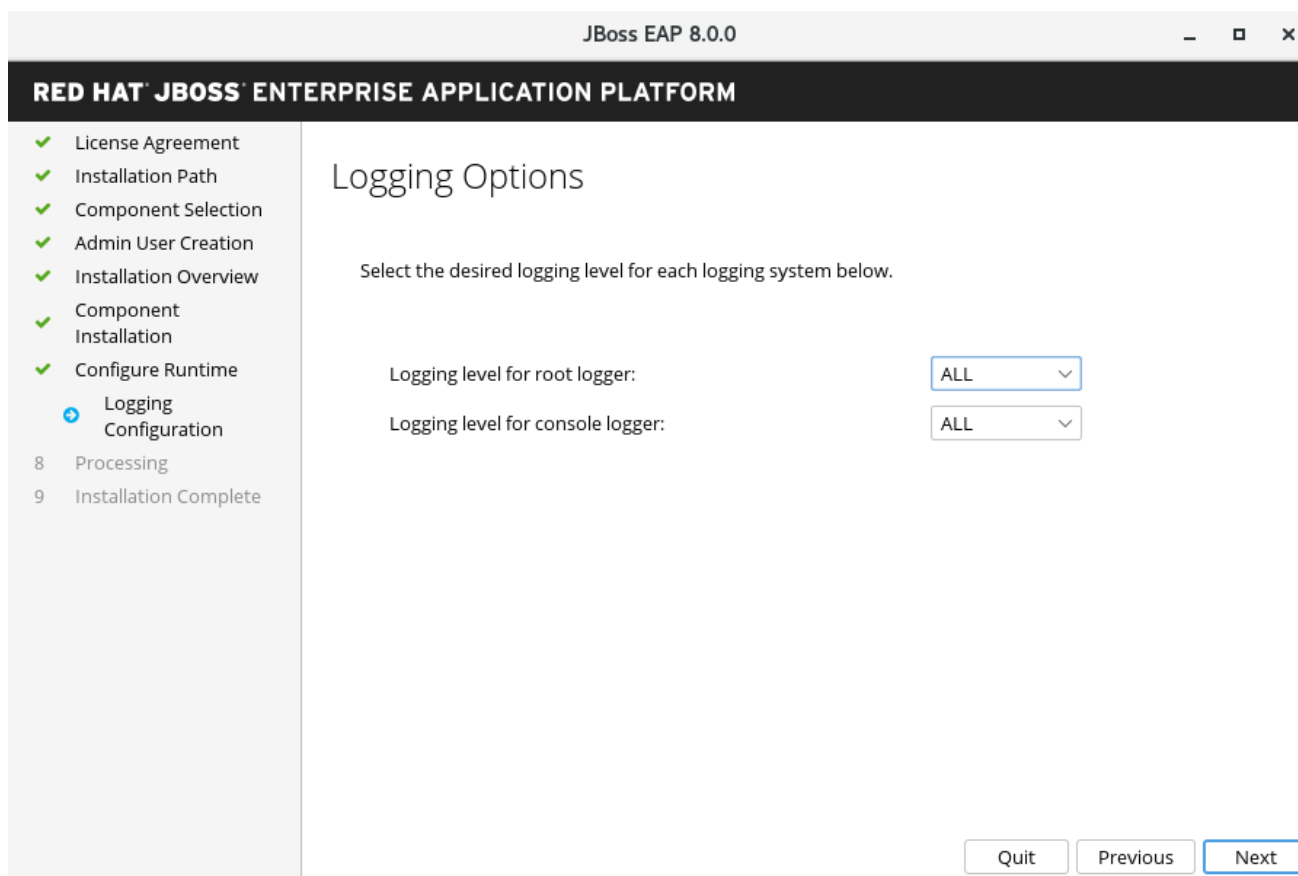 JBoss EAP 8.0.0
RED HAT® JBOSS® ENTERPRISE APPLICATION PLATFORM
License Agreement
Installation Path
Component Selection
Admin User Creation
Installation Overview
Component
Installation
Configure Runtime
Logging
Configuration
8 Processing
9 Installation Complete
Logging Options
Select the desired logging level for each logging system below.
Logging level for root logger: ALL
Logging level for console logger: ALL
Quit Previous Next